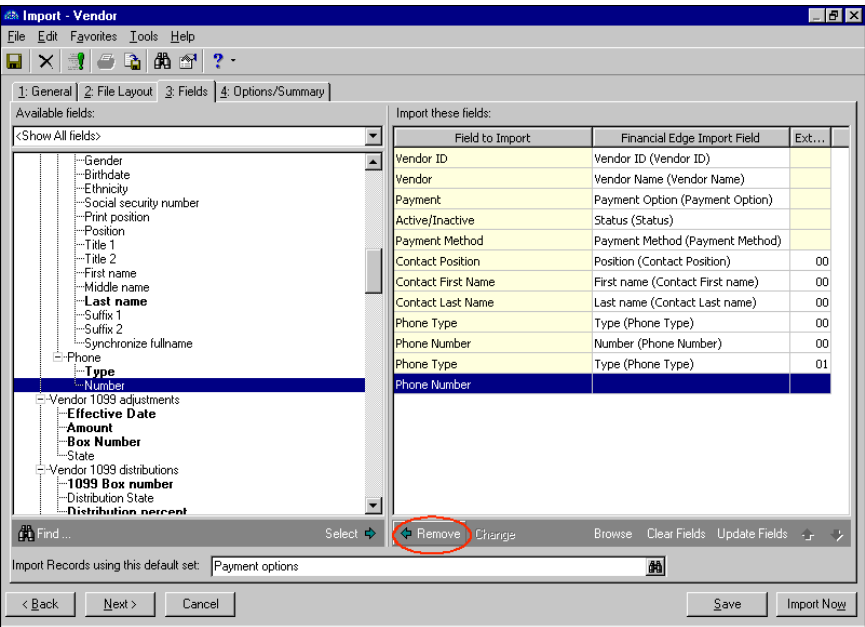 Import - Vendor
File Edit Favorites Tools Help
1: General 2: File Layout 3: Fields 4: Options/Summary
Available fields:
<Show All fields>
Gender
Birthdate
Ethnicity
Social security number
Print position
Position
Title 1
Title 2
First name
Middle name
Last name
Suffix 1
Suffix 2
Synchronize fullname
Phone
Type
Number
Vendor 1099 adjustments
Effective Date
Amount
Box Number
State
Vendor 1099 distributions
1099 Box number
Distribution State
Distribution percent
Find ... Select
Import these fields:
Field to Import Financial Edge Import Field Ext...
Vendor ID Vendor ID (Vendor ID)
Vendor Vendor Name (Vendor Name)
Payment Payment Option (Payment Option)
Active/Inactive Status (Status)
Payment Method Payment Method (Payment Method)
Contact Position Position (Contact Position) 00
Contact First Name First name (Contact First name) 00
Contact Last Name Last name (Contact Last name) 00
Phone Type Type (Phone Type) 00
Phone Number Number (Phone Number) 00
Phone Type Type (Phone Type) 01
Phone Number
Remove Change Browse Clear Fields Update Fields
Import Records using this default set: Payment options
< Back Next > Cancel Save Import Now